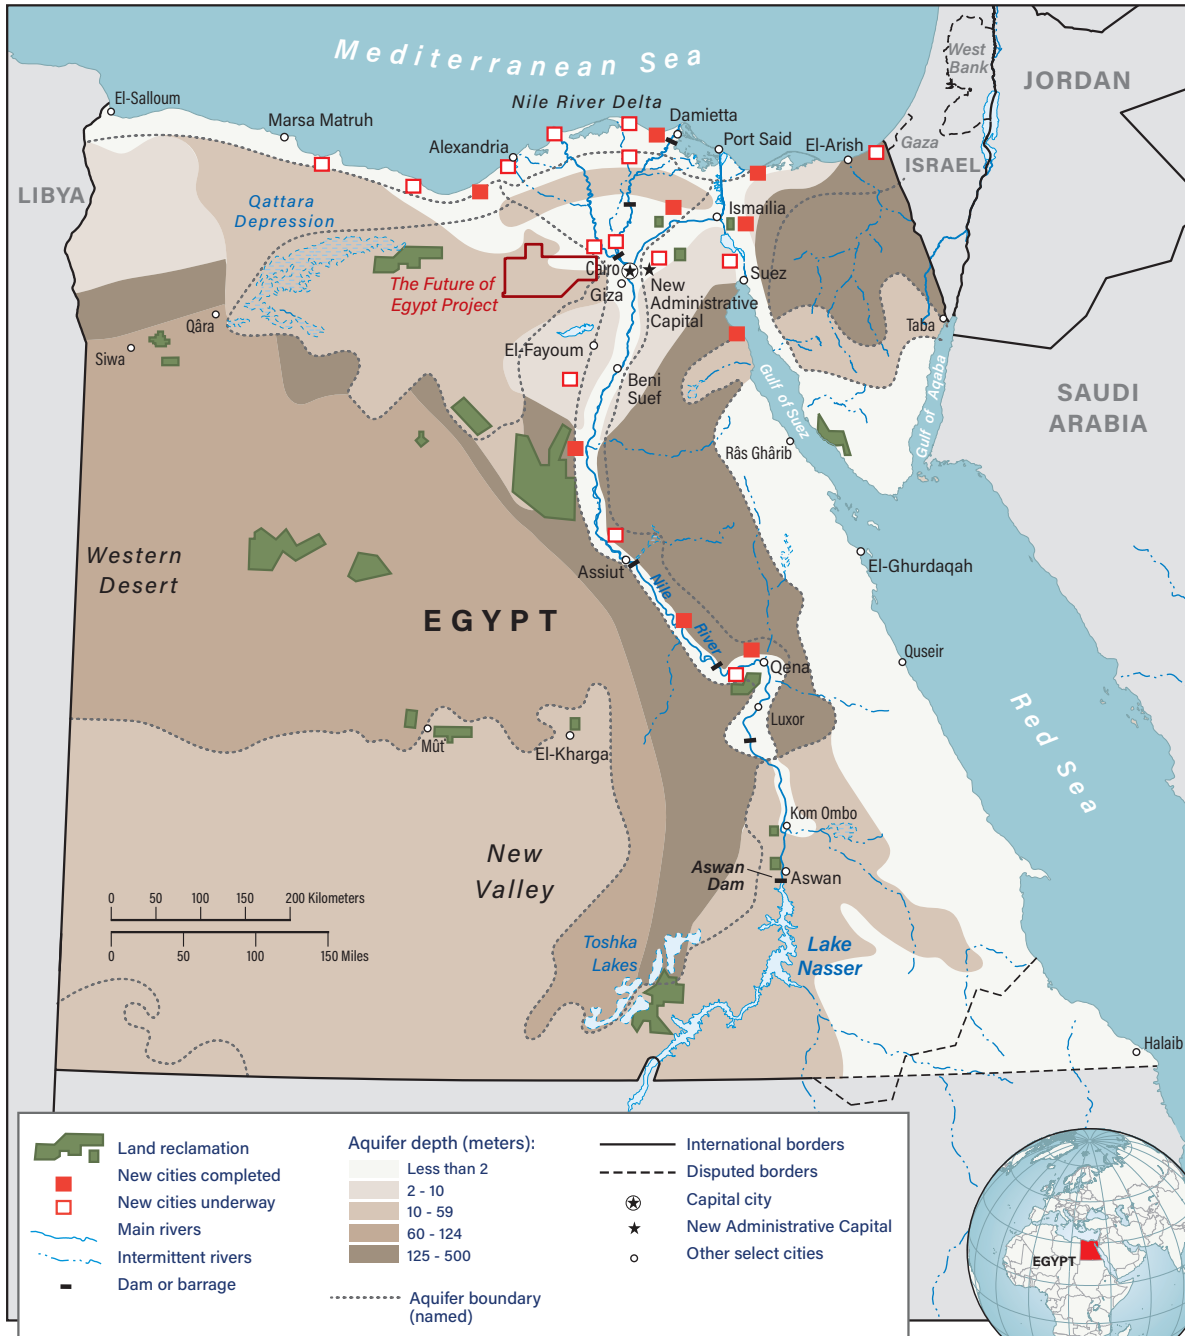 Mediterranean Sea
West
Bank
JORDAN
El-Salloum
Nile River Delta
Damietta
Marsa Matruh
Port Said
Gaza
Alexandria
El-Arish
ISRAEL
LIBYA
Qattara
Depression
Ismailia
The Future of
Egypt Project
Cairo
Giza
New
Administrative
Capital
Suez
Qâra
Taba
Siwa
El-Fayoum
Beni
Suef
Gulf of Suez
Gulf of Aqaba
SAUDI
ARABIA
Râs Ghârib
Western
Desert
Assiut
Nile
River
El-Ghurdaqah
EGYPT
Quseir
Qena
Red Sea
Luxor
Mût
El-Kharga
Kom Ombo
New
Valley
Aswan
Dam
Aswan
0 50 100 150 200 Kilometers
0 50 100 150 Miles
Toshka
Lakes
Lake
Nasser
Halaib
Land reclamation
New cities completed
New cities underway
Main rivers
Intermittent rivers
Dam or barrage
Aquifer depth (meters):
Less than 2
2 - 10
10 - 59
60 - 124
125 - 500
Aquifer boundary
(named)
International borders
Disputed borders
Capital city
New Administrative Capital
Other select cities
EGYPT